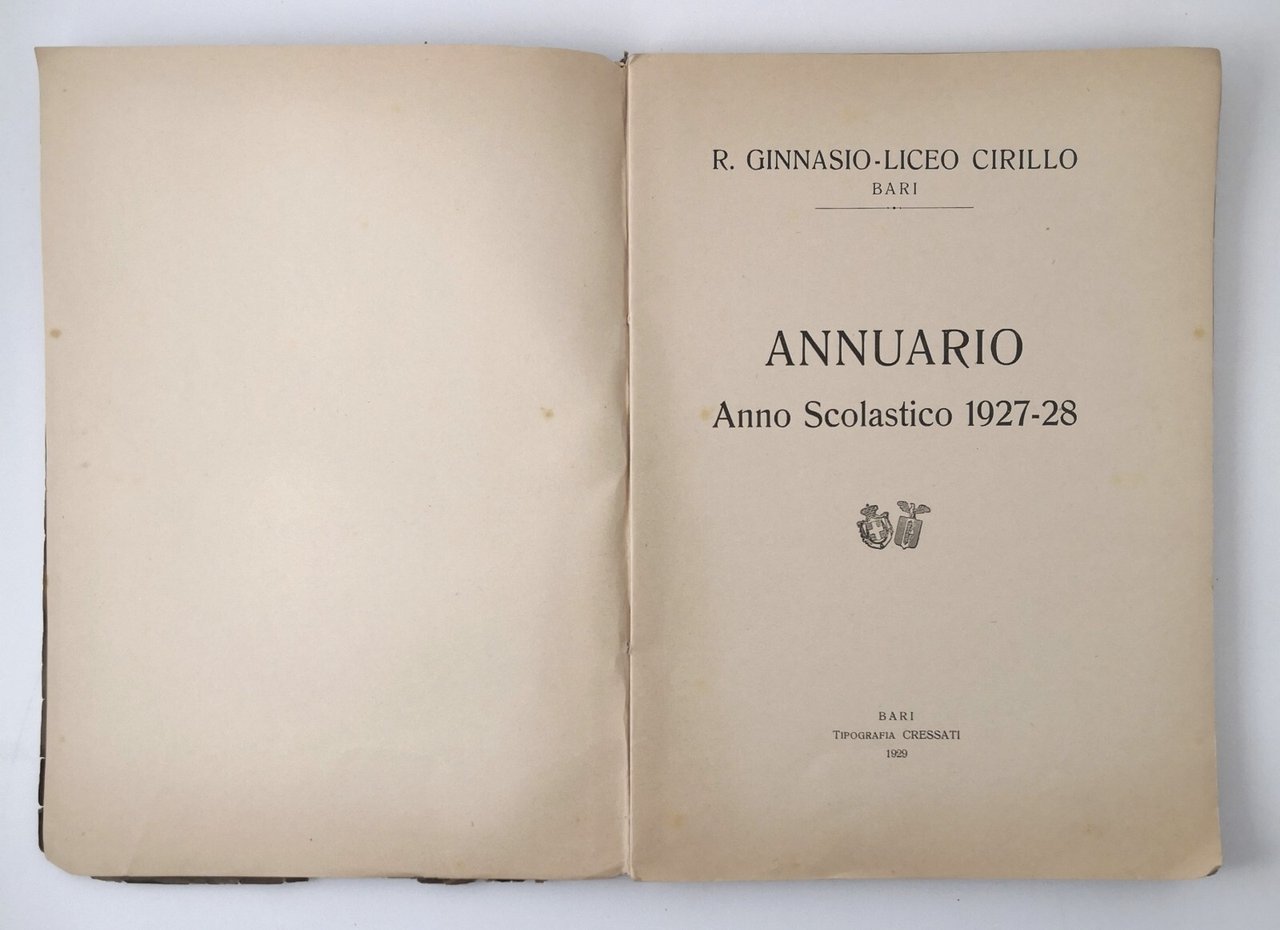 R. GINNASIO-LICEO CIRILLO
BARI
ANNUARIO
Anno Scolastico 1927-28
BARI
TIPOGRAFIA CRESSATI
1929